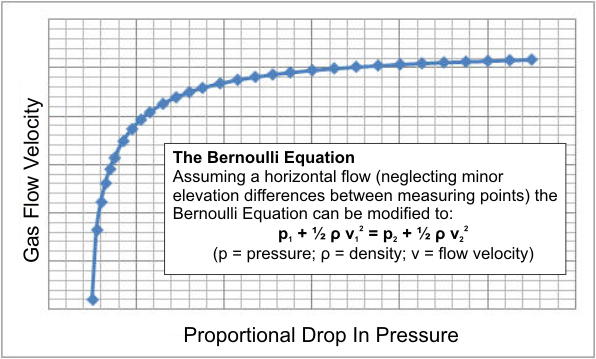 Gas Flow Velocity
The Bernoulli Equation
Assuming a horizontal flow (neglecting minor
elevation differences between measuring points) the
Bernoulli Equation can be modified to:
p₁ + ½ ρ v₁² = p₂ + ½ ρ v₂²
(p = pressure; ρ = density; v = flow velocity)
Proportional Drop In Pressure